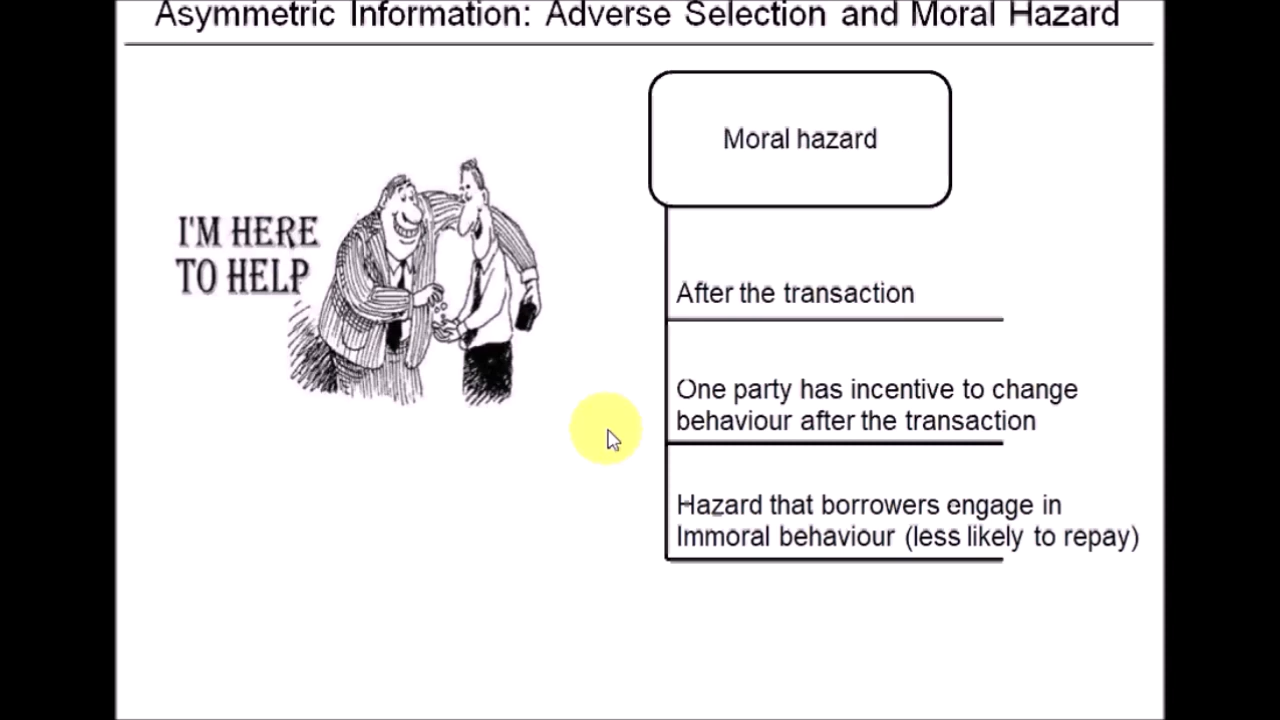 Asymmetric Information: Adverse Selection and Moral Hazard
I'M HERE
TO HELP
Moral hazard
After the transaction
One party has incentive to change
behaviour after the transaction
Hazard that borrowers engage in
Immoral behaviour (less likely to repay)